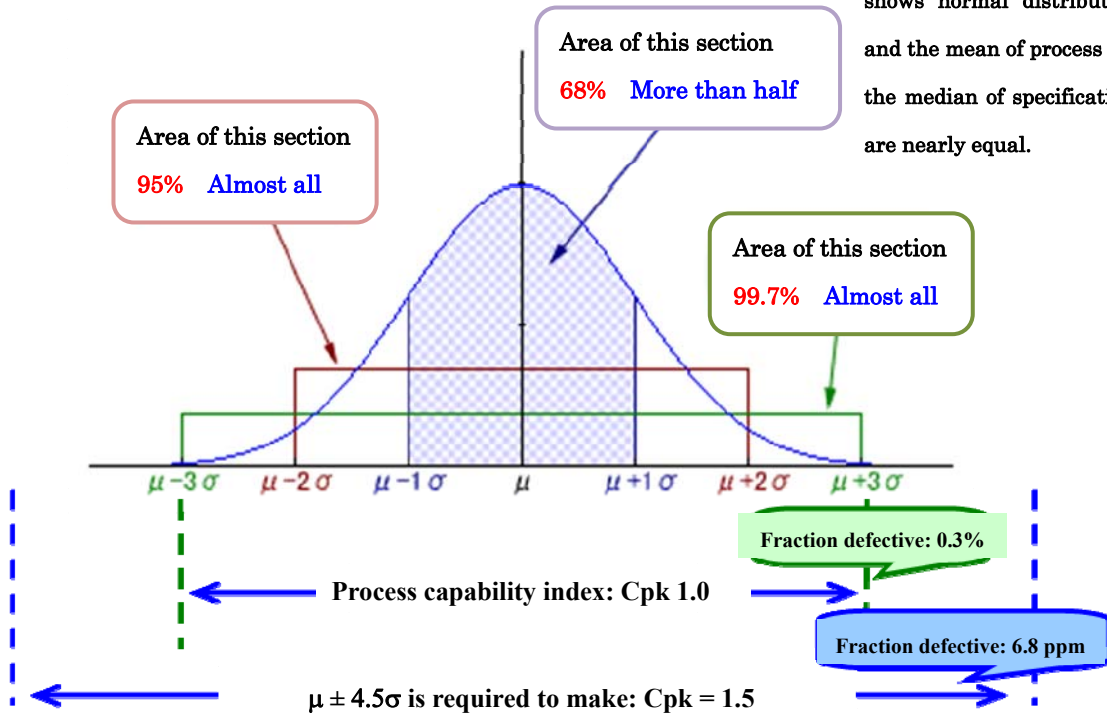 shows normal distribut
and the mean of process
the median of specificati
are nearly equal.
Area of this section
68% More than half
Area of this section
95% Almost all
Area of this section
99.7% Almost all
μ −3 σ μ −2 σ μ −1 σ μ μ +1 σ μ +2 σ μ +3 σ
Fraction defective: 0.3%
Process capability index: Cpk 1.0
Fraction defective: 6.8 ppm
μ ± 4.5σ is required to make: Cpk = 1.5